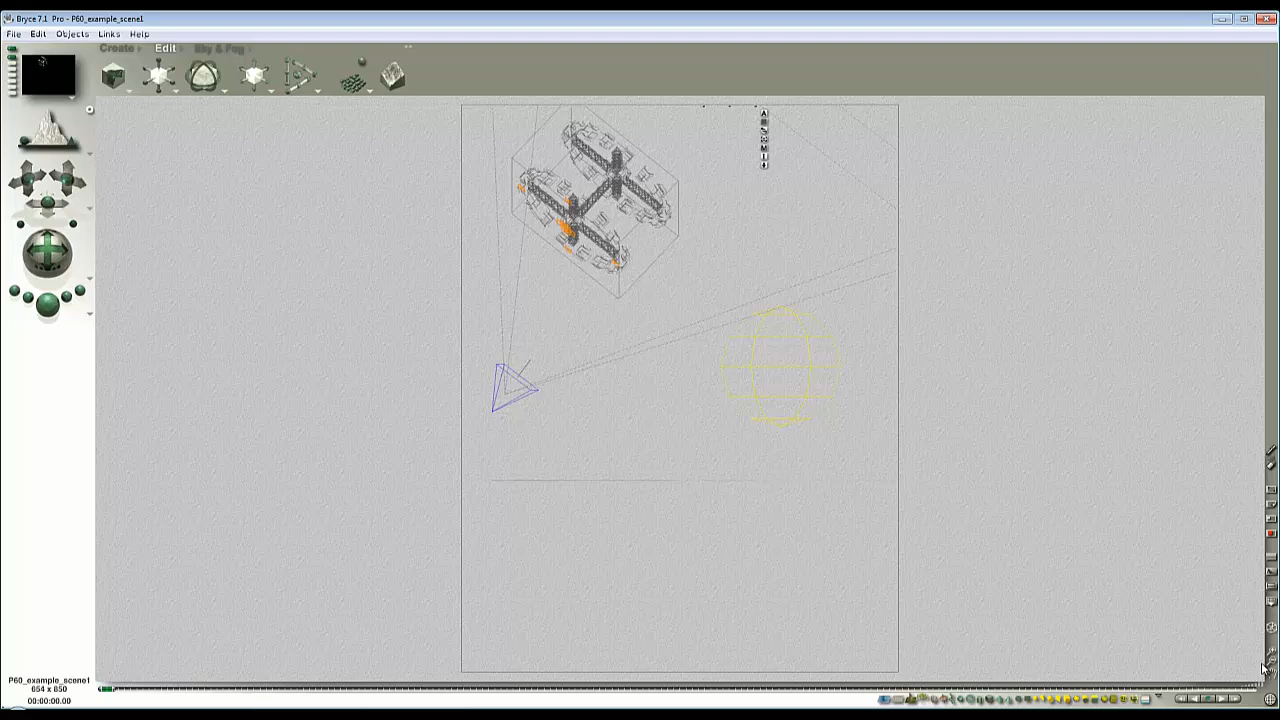 Bryce 7.1 Pro - P60_example_scene1
File Edit Objects Links Help
Create Edit Sky & Fog
A
M
P60_example_scene1
654 x 850
00:00:00.00